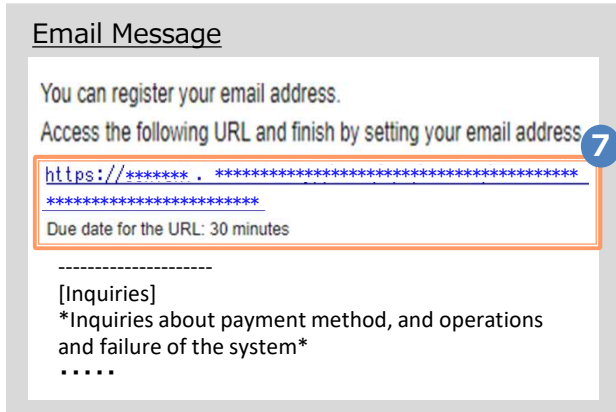 Email Message
You can register your email address.
Access the following URL and finish by setting your email address
7
https://*******.*****************************************
************************
Due date for the URL: 30 minutes
---------------------
[Inquiries]
*Inquiries about payment method, and operations
and failure of the system*
・・・・・